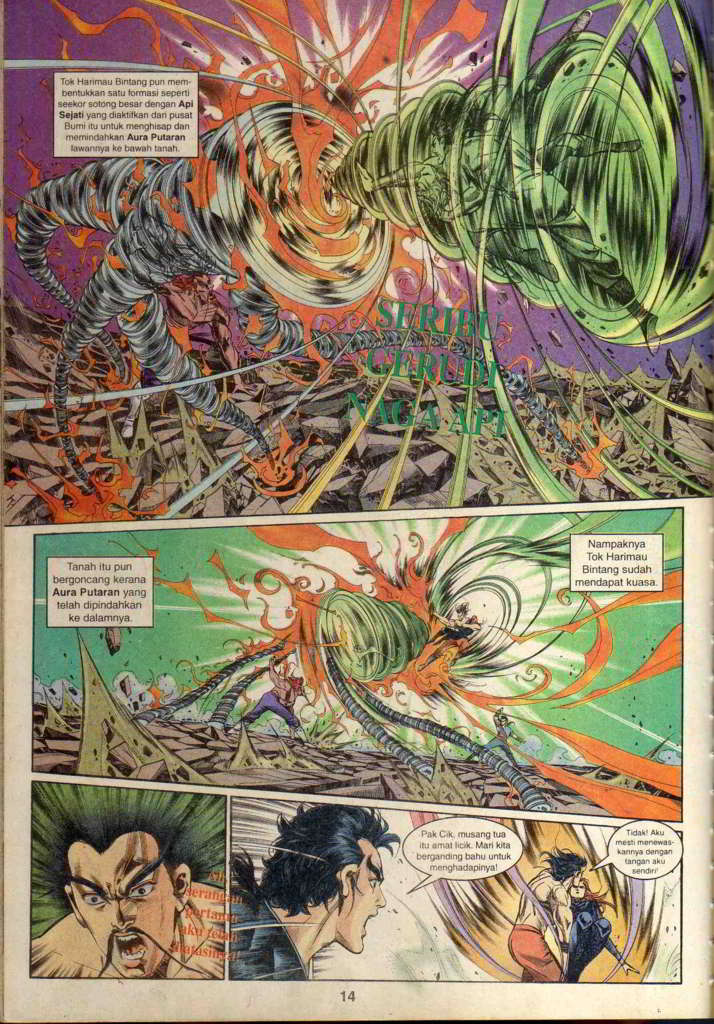 Tok Harimau Bintang pun mem-
bentukkan satu formasi seperti
seekor sotong besar dengan Api
Sejati yang diaktifkan dari pusat
Bumi itu untuk menghisap dan
memindahkan Aura Putaran
lawannya ke bawah tanah.
SERIBU
GERUDI
NAGA API
Tanah itu pun
bergoncang kerana
Aura Putaran yang
telah dipindahkan
ke dalamnya.
Nampaknya
Tok Harimau
Bintang sudah
mendapat kuasa.
serangan
pertama
aku telah
Pak Cik, musang tua
itu amat licik. Mari kita
berganding bahu untuk
menghadapinya!
Tidak! Aku
mesti menewas-
kannya dengan
tangan aku
sendiri!
14